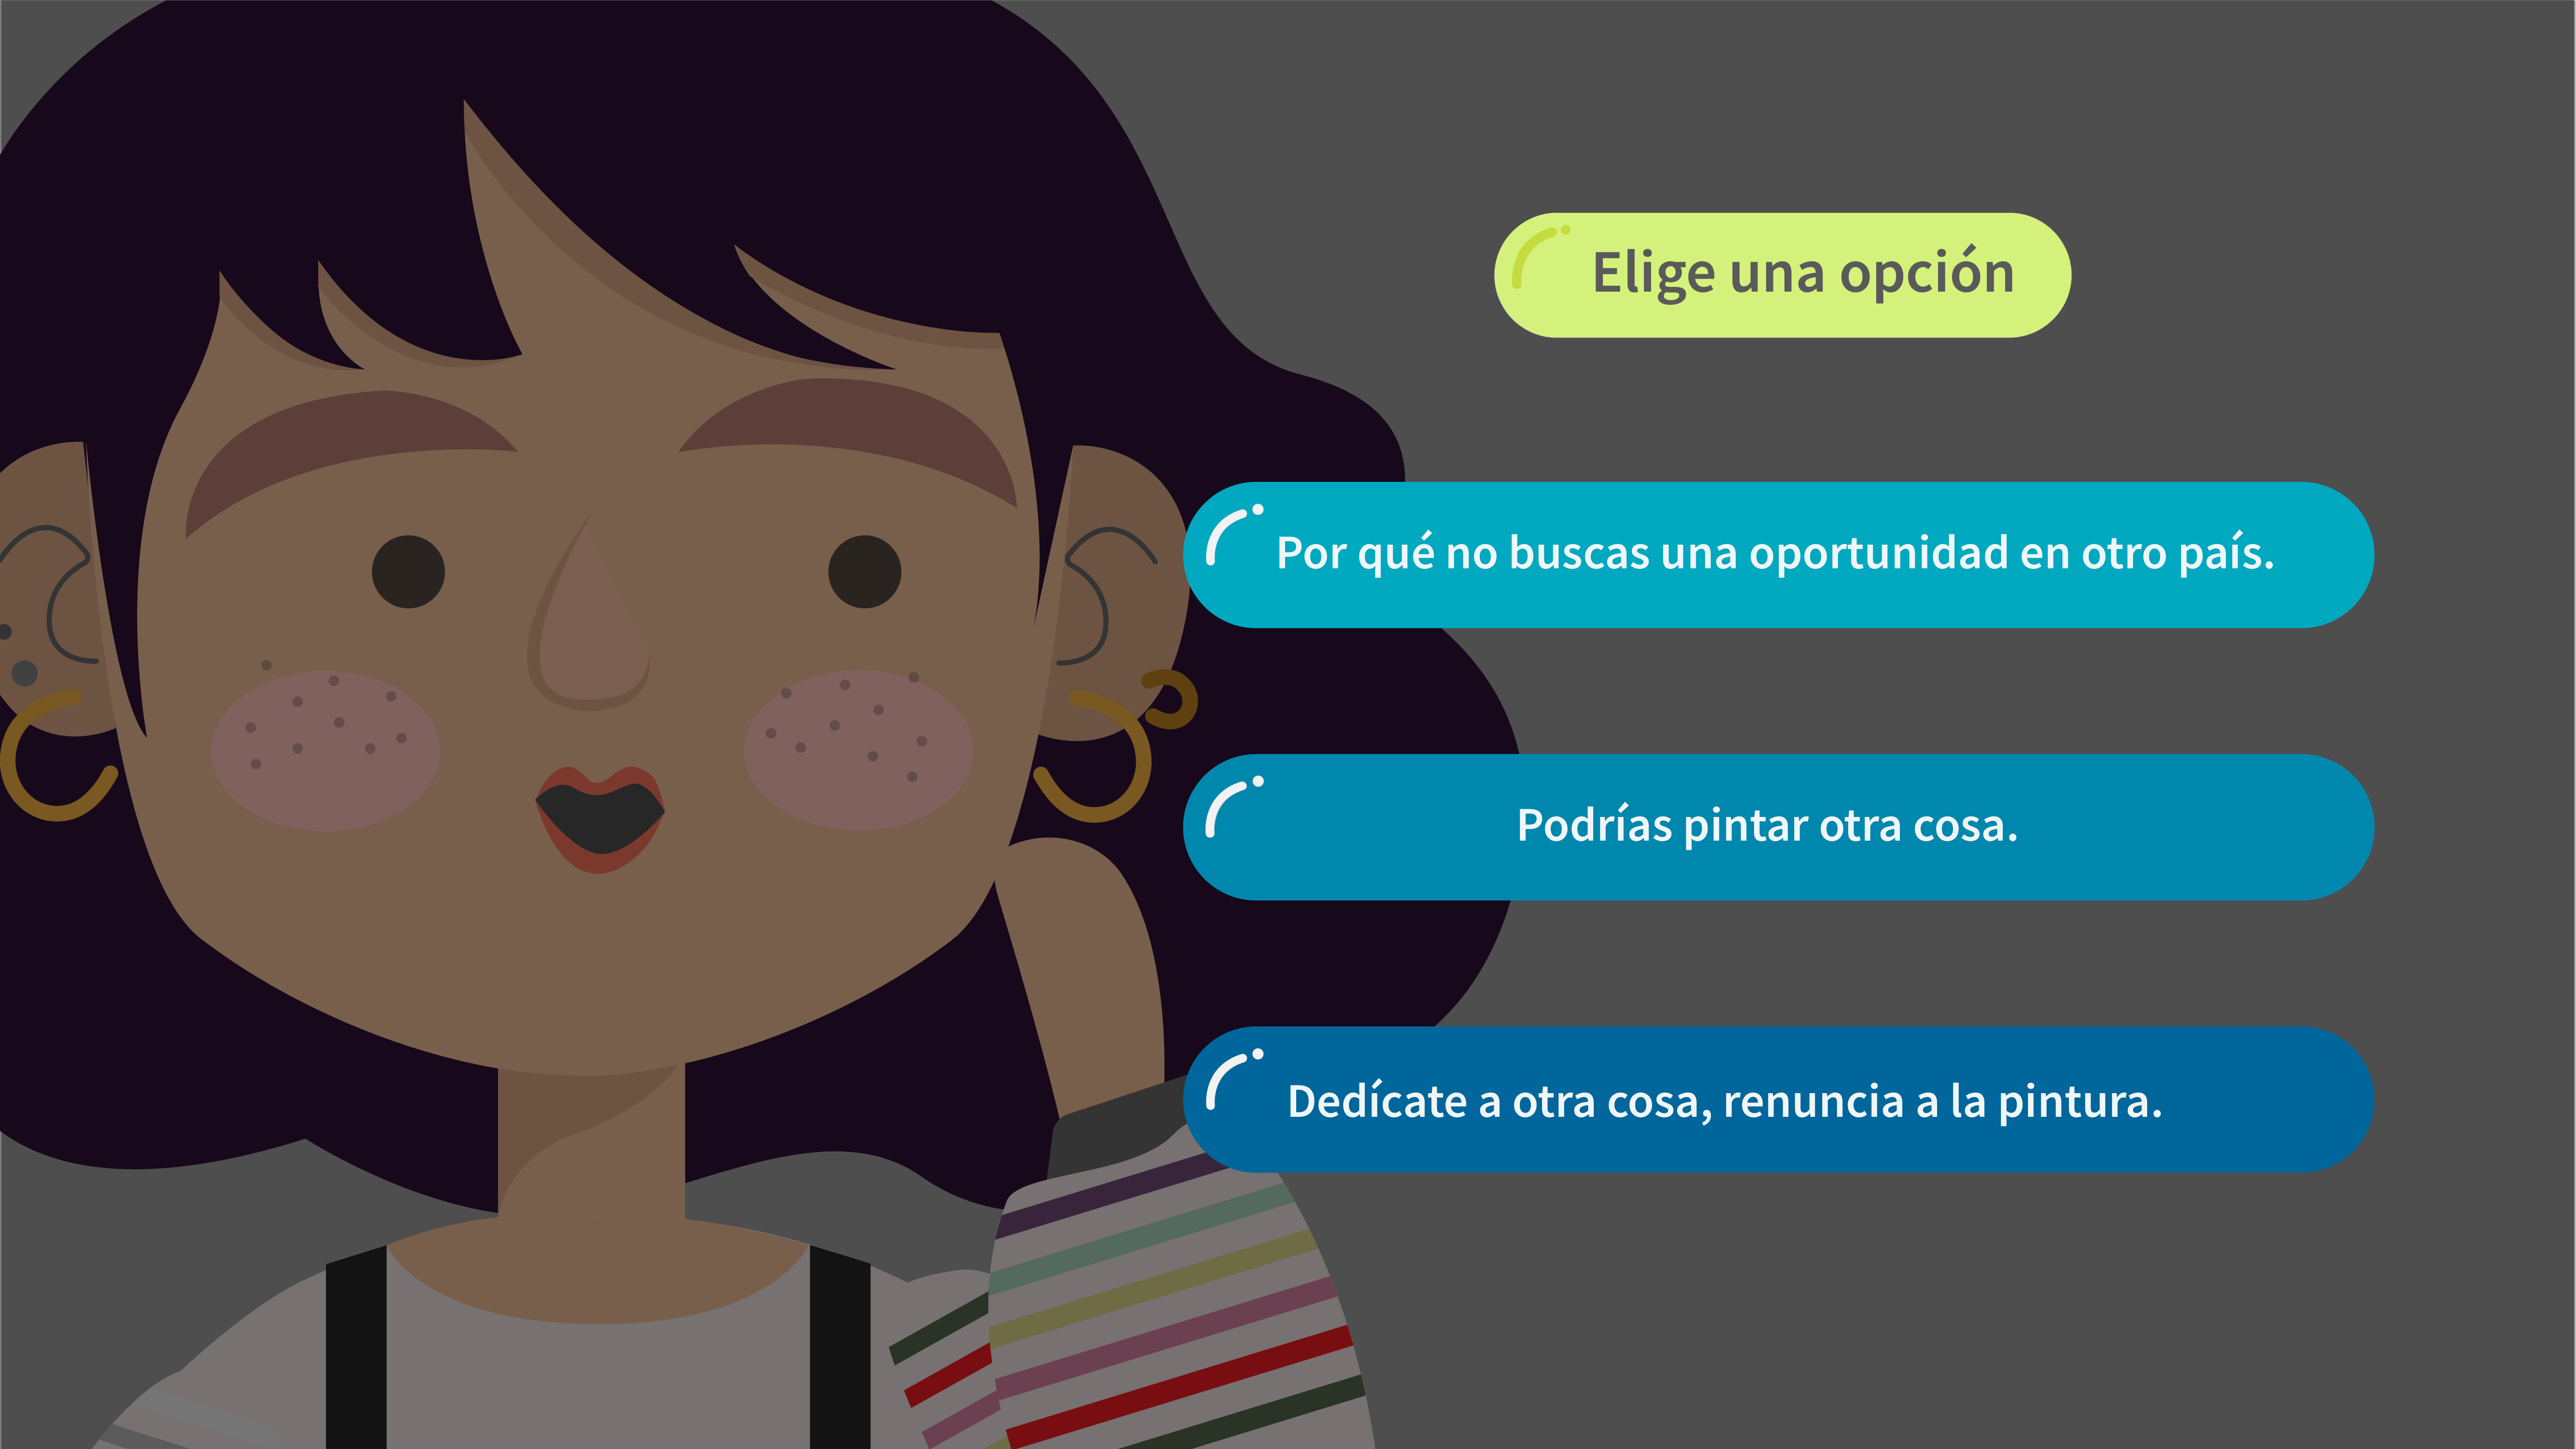 Elige una opción
Por qué no buscas una oportunidad en otro país.
Podrías pintar otra cosa.
Dedícate a otra cosa, renuncia a la pintura.